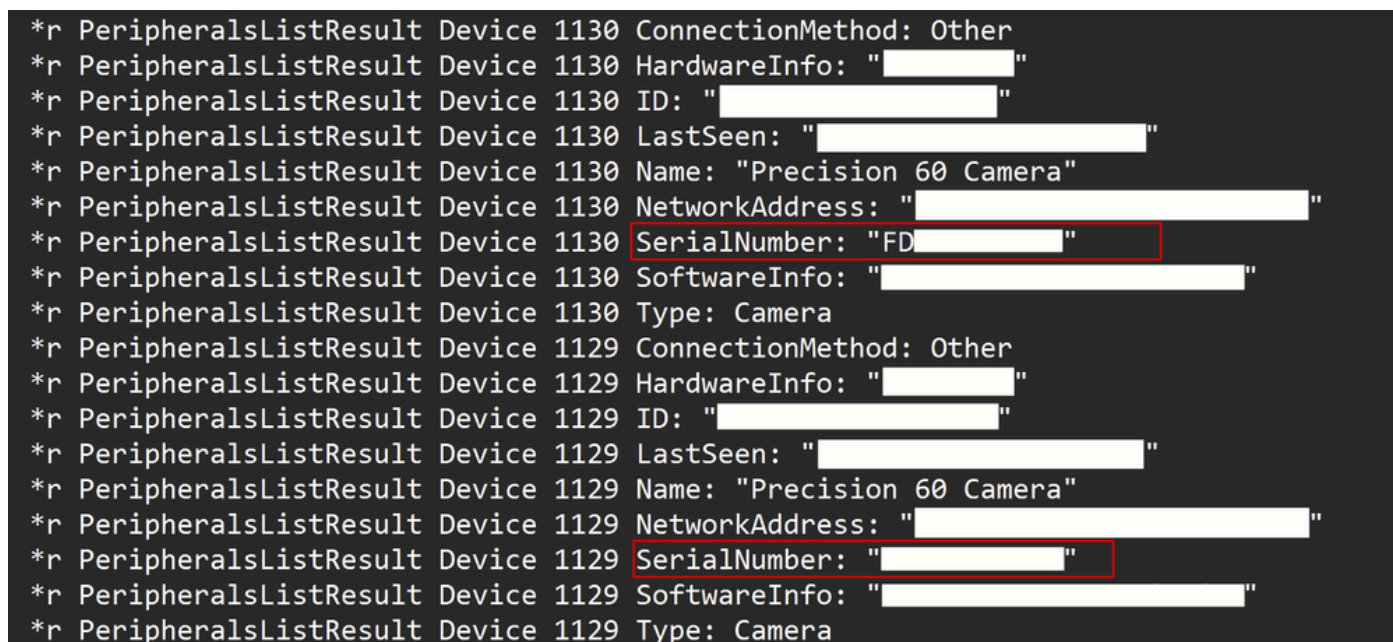 *r PeripheralsListResult Device 1130 ConnectionMethod: Other
*r PeripheralsListResult Device 1130 HardwareInfo: " "
*r PeripheralsListResult Device 1130 ID: " "
*r PeripheralsListResult Device 1130 LastSeen: " "
*r PeripheralsListResult Device 1130 Name: "Precision 60 Camera"
*r PeripheralsListResult Device 1130 NetworkAddress: " "
*r PeripheralsListResult Device 1130 SerialNumber: "FD "
*r PeripheralsListResult Device 1130 SoftwareInfo: " "
*r PeripheralsListResult Device 1130 Type: Camera
*r PeripheralsListResult Device 1129 ConnectionMethod: Other
*r PeripheralsListResult Device 1129 HardwareInfo: " "
*r PeripheralsListResult Device 1129 ID: " "
*r PeripheralsListResult Device 1129 LastSeen: " "
*r PeripheralsListResult Device 1129 Name: "Precision 60 Camera"
*r PeripheralsListResult Device 1129 NetworkAddress: " "
*r PeripheralsListResult Device 1129 SerialNumber: " "
*r PeripheralsListResult Device 1129 SoftwareInfo: " "
*r PeripheralsListResult Device 1129 Type: Camera